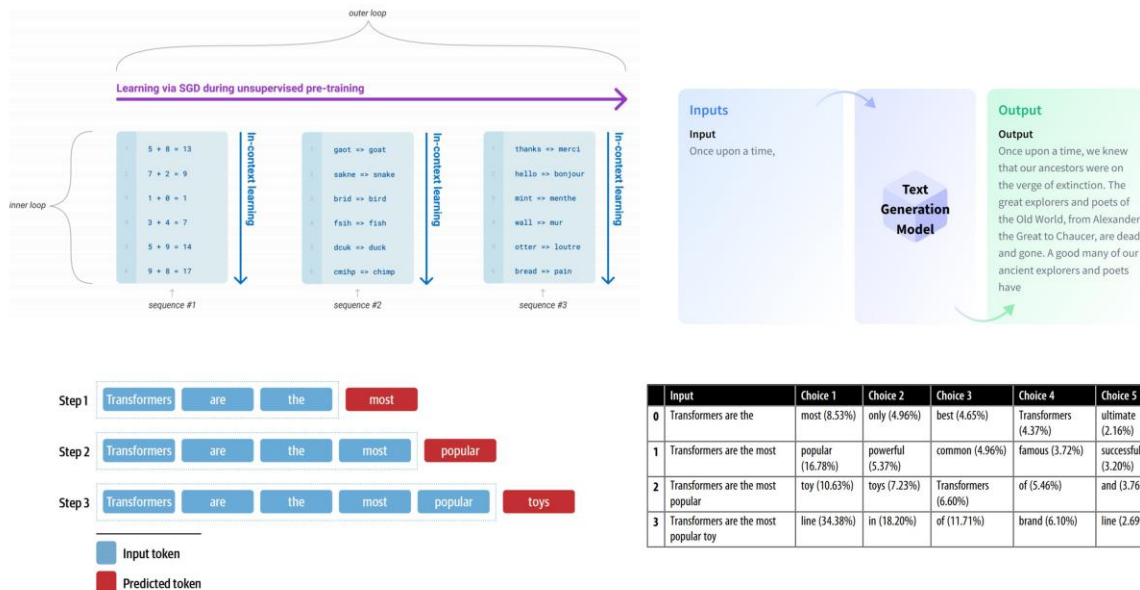 outer loop
Learning via SGD during unsupervised pre-training
inner loop
5 + 8 = 13
7 + 2 = 9
1 + 0 = 1
3 + 4 = 7
5 + 9 = 14
9 + 8 = 17
In-context learning
sequence #1
gaot => goat
sakne => snake
brid => bird
fsih => fish
dcuk => duck
cmihp => chimp
In-context learning
sequence #2
thanks => merci
hello => bonjour
mint => menthe
wall => mur
otter => loutre
bread => pain
In-context learning
sequence #3
Inputs
Input
Once upon a time,
Text
Generation
Model
Output
Output
Once upon a time, we knew
that our ancestors were on
the verge of extinction. The
great explorers and poets of
the Old World, from Alexander
the Great to Chaucer, are dead
and gone. A good many of our
ancient explorers and poets
have
Step 1 Transformers are the most
Step 2 Transformers are the most popular
Step 3 Transformers are the most popular toys
Input token
Predicted token
Input Choice 1 Choice 2 Choice 3 Choice 4 Choice 5
0 Transformers are the most (8.53%) only (4.96%) best (4.65%) Transformers (4.37%) ultimate (2.16%)
1 Transformers are the most popular (16.78%) powerful (5.37%) common (4.96%) famous (3.72%) successful (3.20%)
2 Transformers are the most popular toy (10.63%) toys (7.23%) Transformers (6.60%) of (5.46%) and (3.76
3 Transformers are the most popular toy line (34.38%) in (18.20%) of (11.71%) brand (6.10%) line (2.69